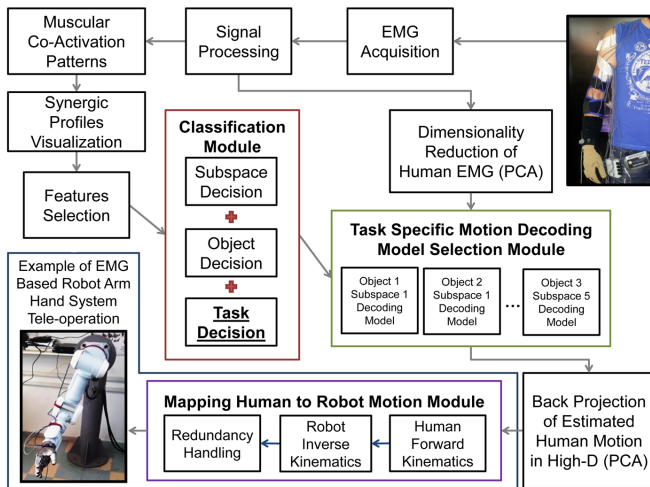 Muscular
Co-Activation
Patterns
Signal
Processing
EMG
Acquisition
Synergic
Profiles
Visualization
Features
Selection
Classification
Module
Subspace
Decision
Object
Decision
Task
Decision
Dimensionality
Reduction of
Human EMG (PCA)
Task Specific Motion Decoding
Model Selection Module
Object 1
Subspace 1
Decoding
Model
Object 2
Subspace 1
Decoding
Model
...
Object 3
Subspace 5
Decoding
Model
Example of EMG
Based Robot Arm
Hand System
Tele-operation
Mapping Human to Robot Motion Module
Redundancy
Handling
Robot
Inverse
Kinematics
Human
Forward
Kinematics
Back Projection
of Estimated
Human Motion
in High-D (PCA)